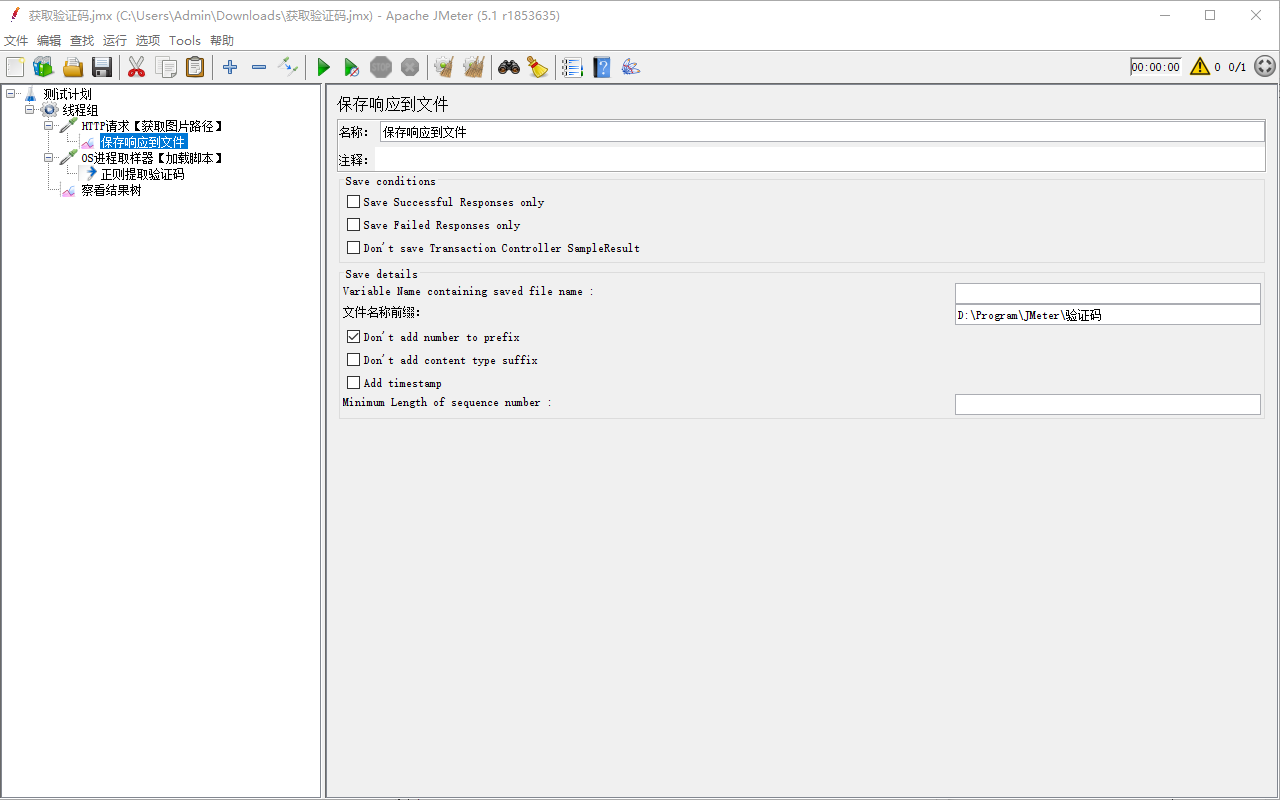 获取验证码.jmx (C:\Users\Admin\Downloads\获取验证码.jmx) - Apache JMeter (5.1 r1853635)
文件 编辑 查找 运行 选项 Tools 帮助
STOP 00:00:00 0 0/1
测试计划
线程组
HTTP请求【获取图片路径】
保存响应到文件
OS进程取样器【加载脚本】
正则提取验证码
察看结果树
保存响应到文件
名称: 保存响应到文件
注释:
Save conditions
Save Successful Responses only
Save Failed Responses only
Don't save Transaction Controller SampleResult
Save details
Variable Name containing saved file name :
文件名称前缀: D:\Program\JMeter\验证码
Don't add number to prefix
Don't add content type suffix
Add timestamp
Minimum Length of sequence number :